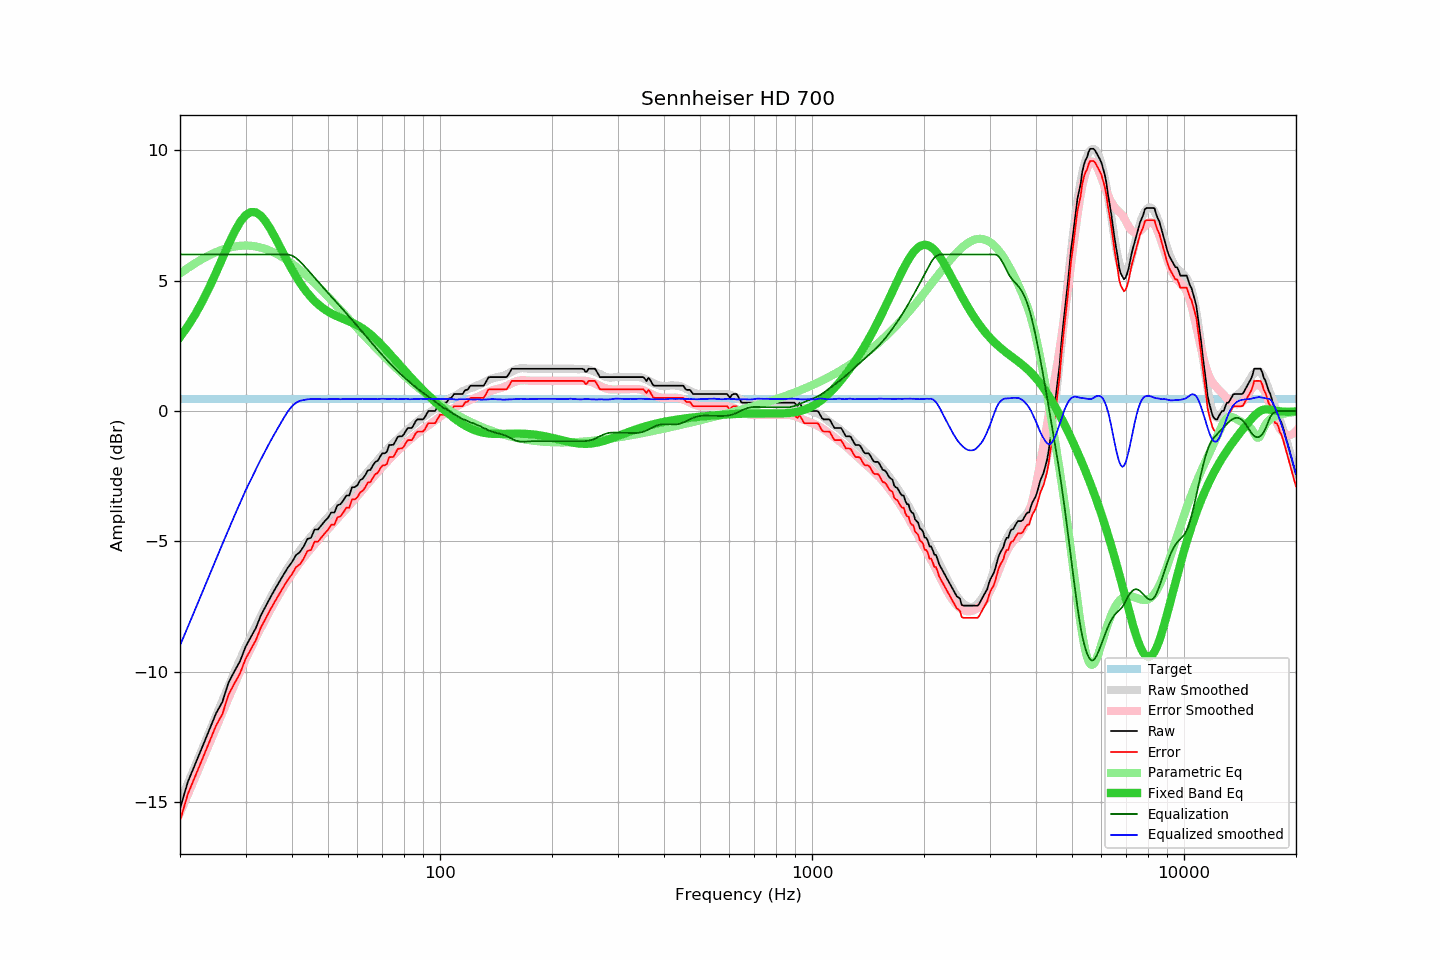 Sennheiser HD 700
Amplitude (dBr)
10
5
0
−5
−10
−15
100
1000
10000
Frequency (Hz)
Target
Raw Smoothed
Error Smoothed
Raw
Error
Parametric Eq
Fixed Band Eq
Equalization
Equalized smoothed